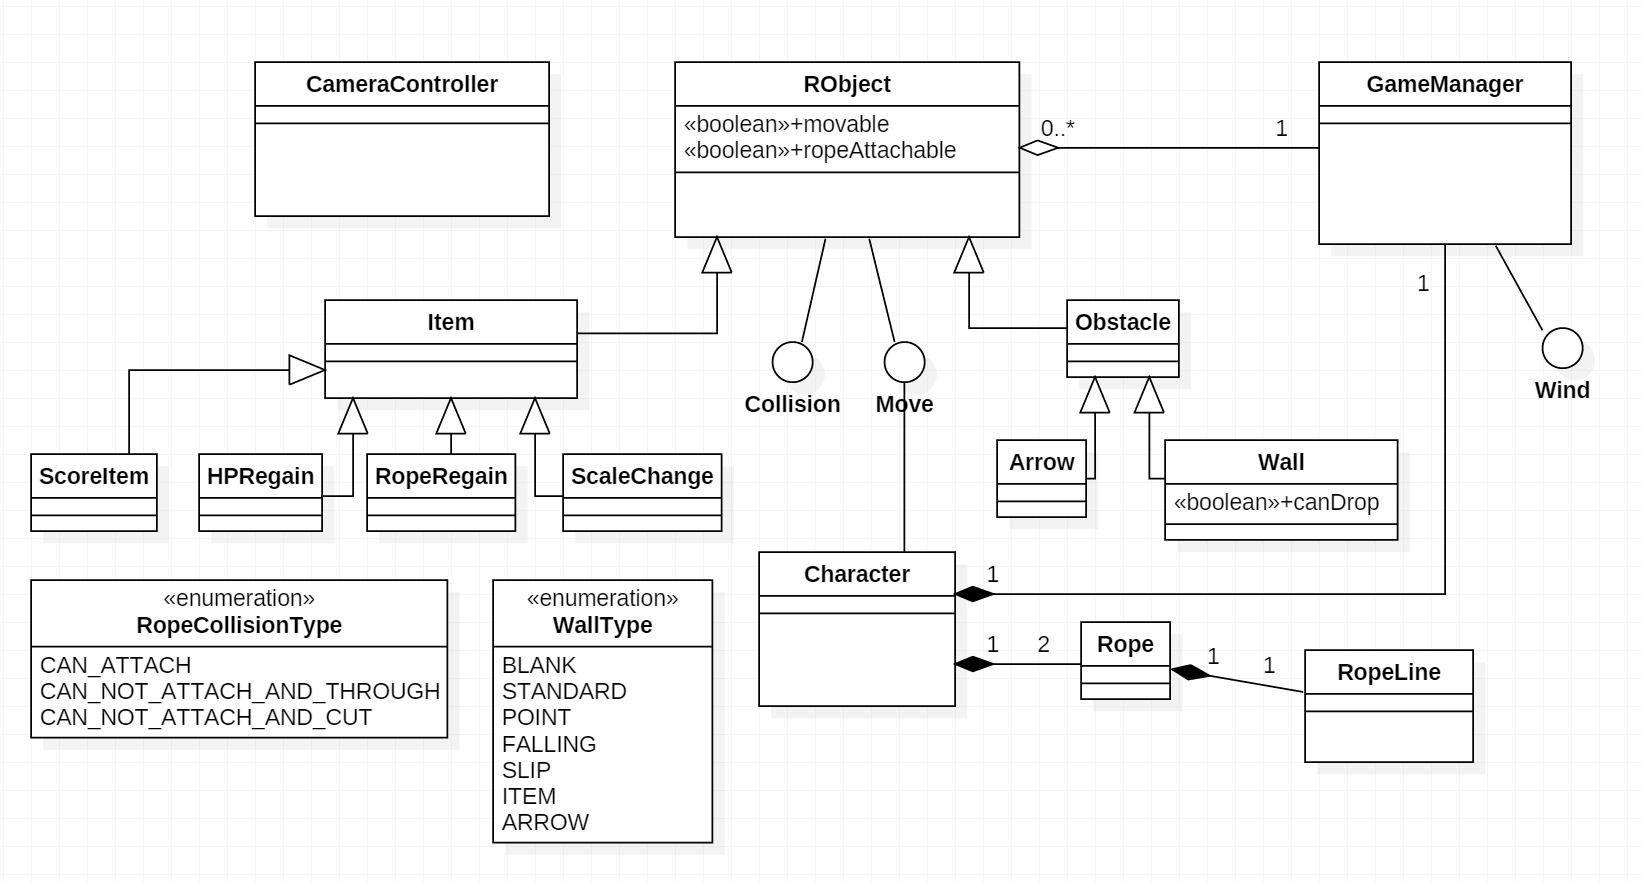 CameraController
RObject
«boolean»+movable
«boolean»+ropeAttachable
GameManager
0..*
1
1
Item
Obstacle
Collision
Move
Wind
ScoreItem
HPRegain
RopeRegain
ScaleChange
Arrow
Wall
«boolean»+canDrop
Character
1
1
2
Rope
1
1
RopeLine
«enumeration»
RopeCollisionType
CAN_ATTACH
CAN_NOT_ATTACH_AND_THROUGH
CAN_NOT_ATTACH_AND_CUT
«enumeration»
WallType
BLANK
STANDARD
POINT
FALLING
SLIP
ITEM
ARROW